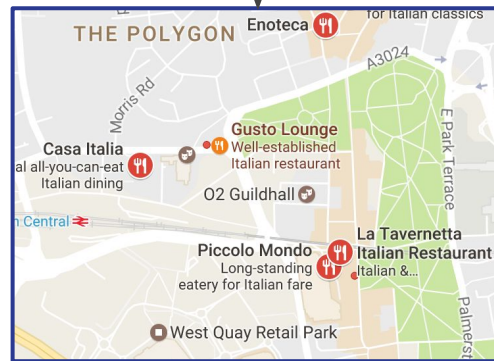 for Italian classics
Enoteca
THE POLYGON
A3024
Morris Rd
E Park Terrace
Gusto Lounge
Well-established
Italian restaurant
Casa Italia
al all-you-can-eat
Italian dining
O2 Guildhall
n Central
La Tavernetta
Italian Restaurant
Italian &...
Piccolo Mondo
Long-standing
eatery for Italian fare
Palmerst
West Quay Retail Park